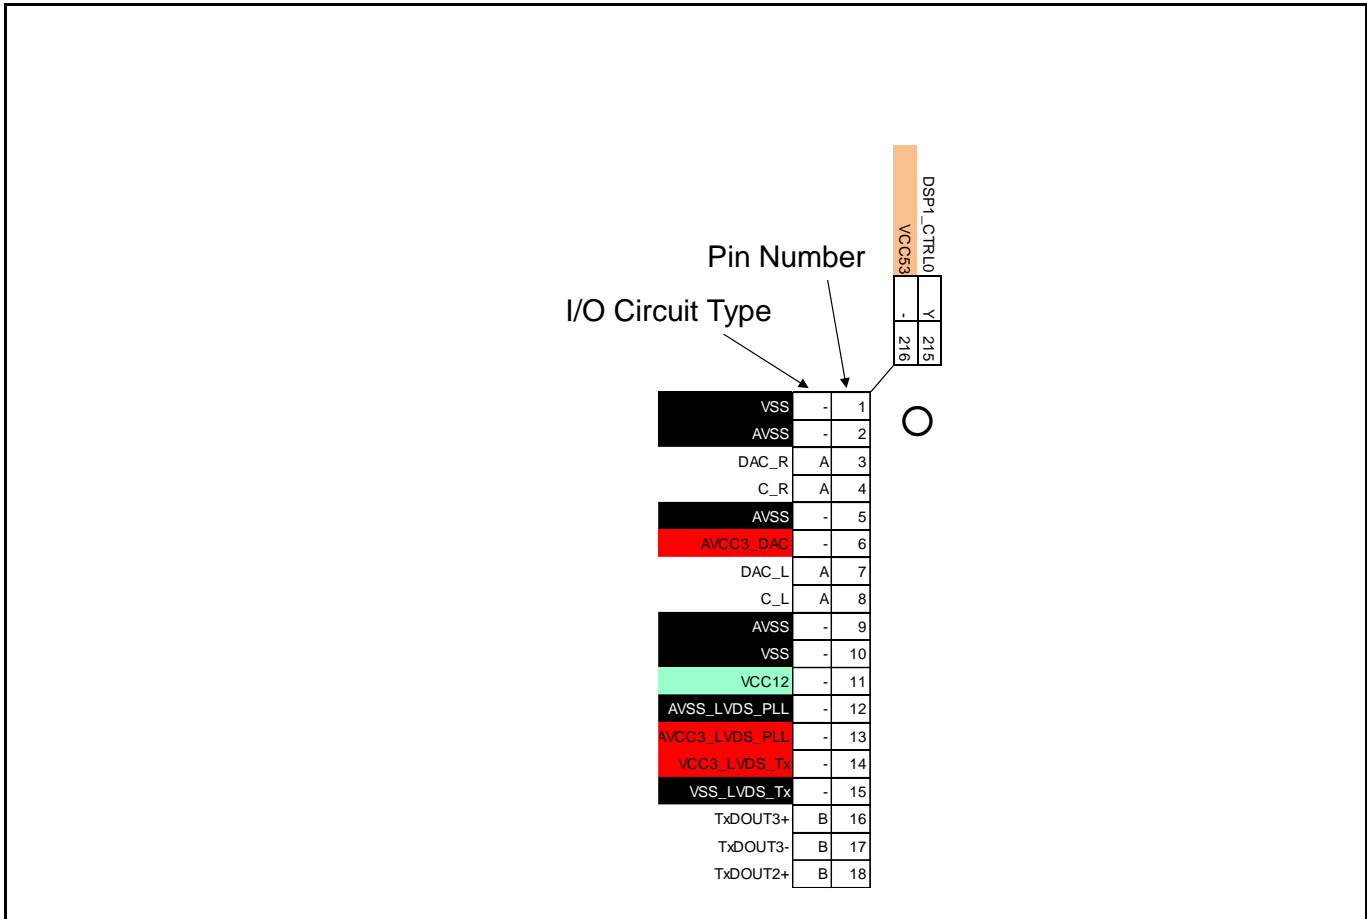 DSP1_CTRL0 Y 215
VCC53 - 216
Pin Number
I/O Circuit Type
VSS - 1
AVSS - 2
DAC_R A 3
C_R A 4
AVSS - 5
AVCC3_DAC - 6
DAC_L A 7
C_L A 8
AVSS - 9
VSS - 10
VCC12 - 11
AVSS_LVDS_PLL - 12
AVCC3_LVDS_PLL - 13
VCC3_LVDS_Tx - 14
VSS_LVDS_Tx - 15
TxDOUT3+ B 16
TxDOUT3- B 17
TxDOUT2+ B 18